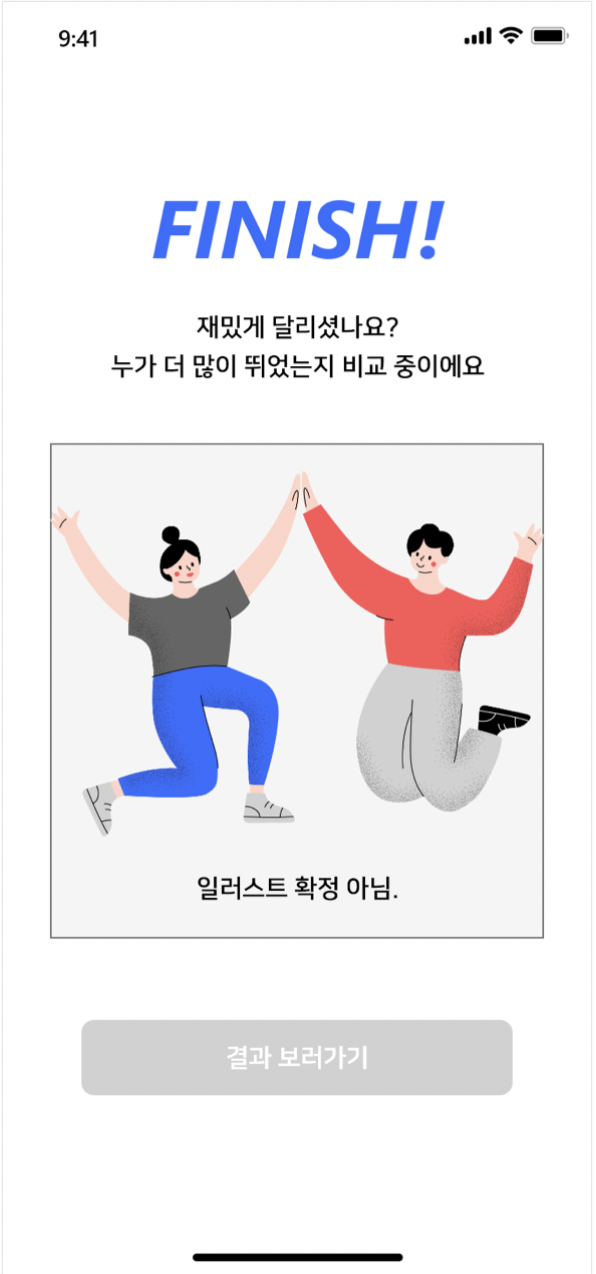 9:41
FINISH!
재밌게 달리셨나요?
누가 더 많이 뛰었는지 비교 중이에요
일러스트 확정 아님.
결과 보러가기